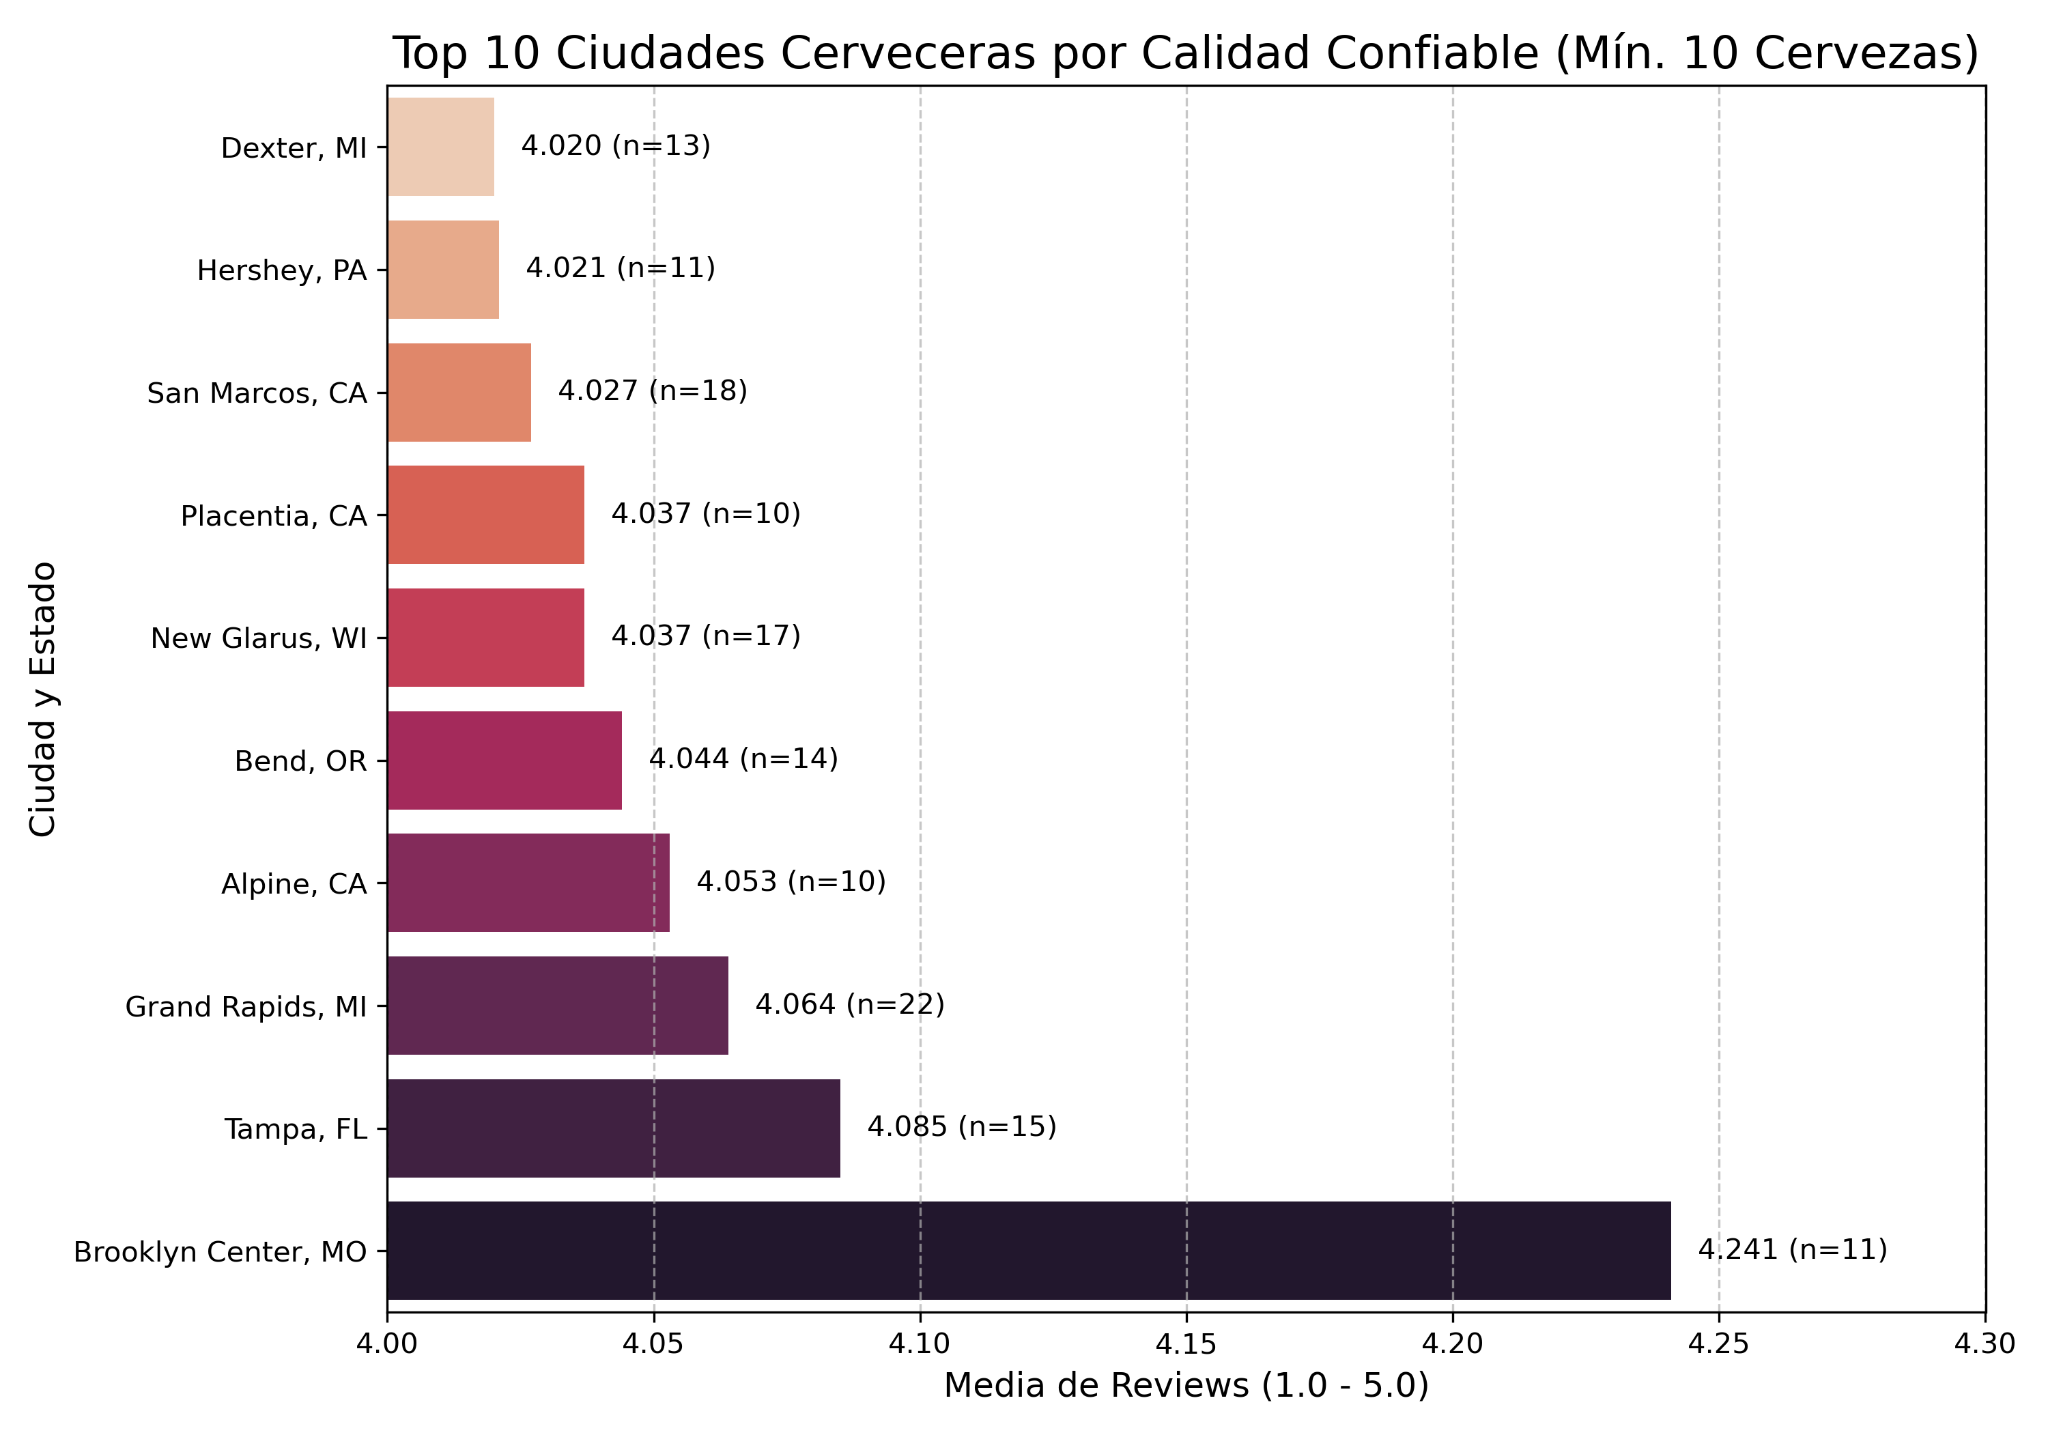 Top 10 Ciudades Cerveceras por Calidad Confiable (Mín. 10 Cervezas)
Ciudad y Estado
Dexter, MI 4.020 (n=13)
Hershey, PA 4.021 (n=11)
San Marcos, CA 4.027 (n=18)
Placentia, CA 4.037 (n=10)
New Glarus, WI 4.037 (n=17)
Bend, OR 4.044 (n=14)
Alpine, CA 4.053 (n=10)
Grand Rapids, MI 4.064 (n=22)
Tampa, FL 4.085 (n=15)
Brooklyn Center, MO 4.241 (n=11)
4.00 4.05 4.10 4.15 4.20 4.25 4.30
Media de Reviews (1.0 - 5.0)